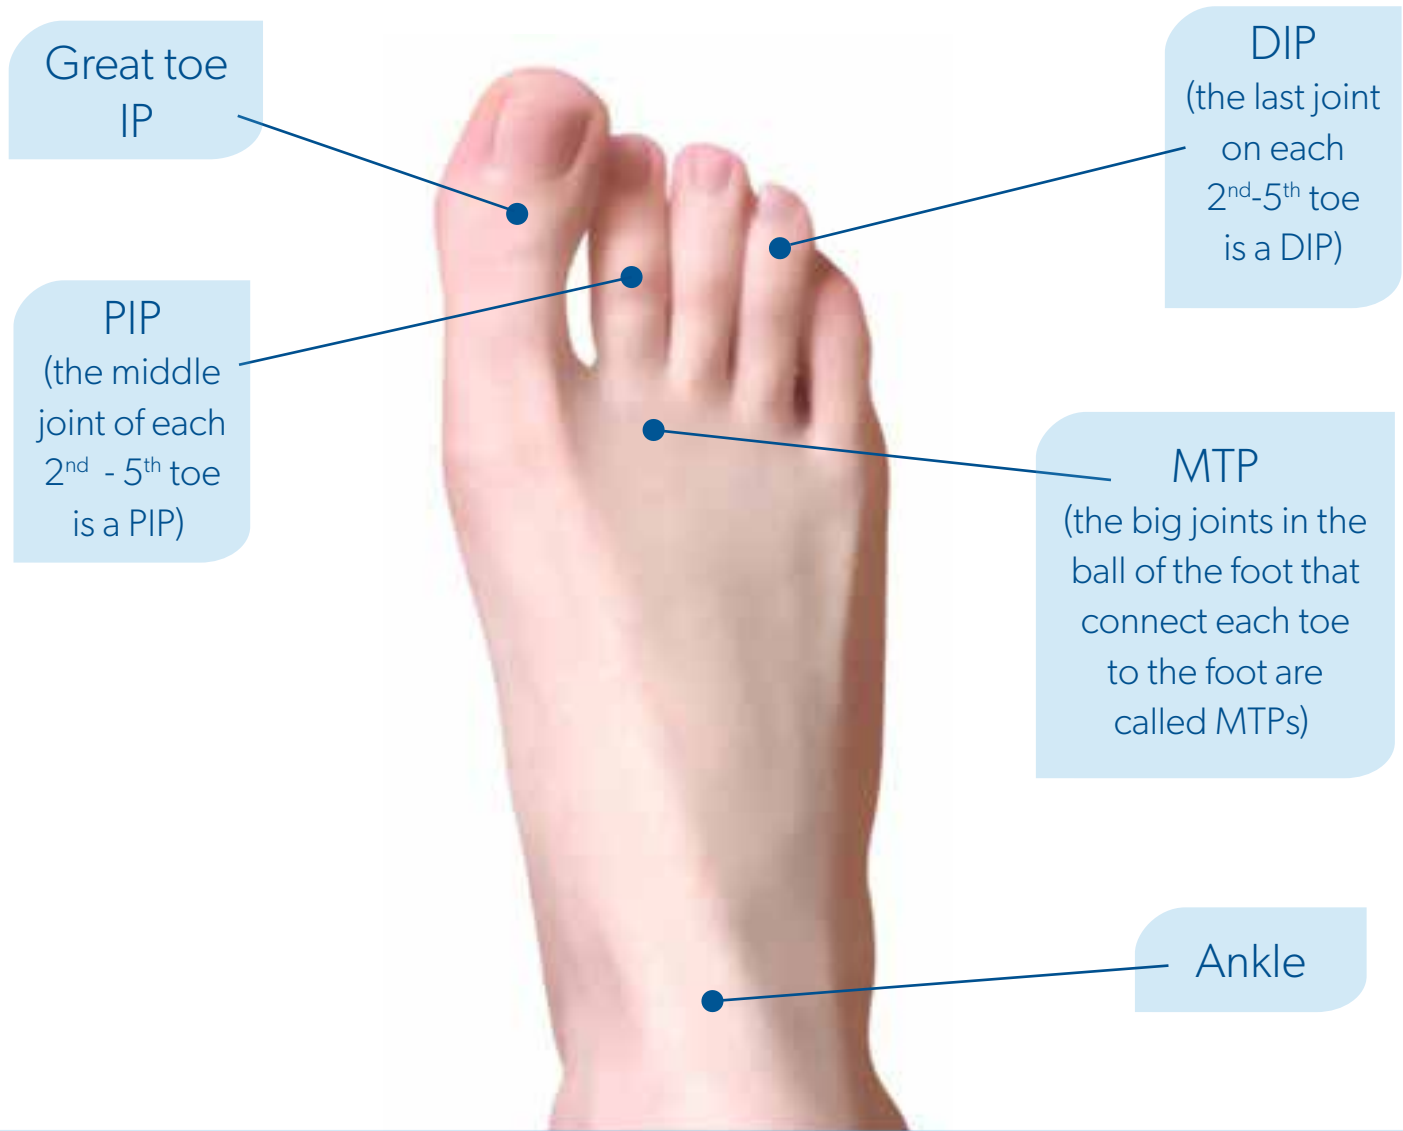 Great toe
IP
DIP
(the last joint
on each
2nd-5th toe
is a DIP)
PIP
(the middle
joint of each
2nd - 5th toe
is a PIP)
MTP
(the big joints in the
ball of the foot that
connect each toe
to the foot are
called MTPs)
Ankle